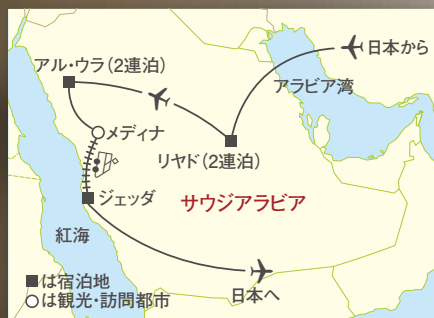 日本から
アル・ウラ（2連泊）
アラビア湾
メディナ
リヤド（2連泊）
ジェッダ
サウジアラビア
紅海
■は宿泊地
○は観光・訪問都市
日本へ